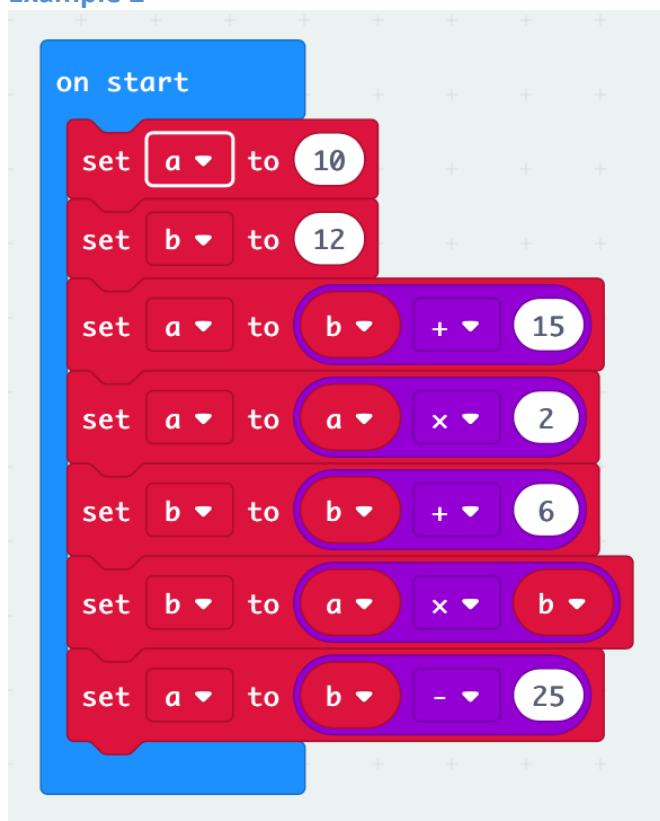 on start
set a to 10
set b to 12
set a to b + 15
set a to a × 2
set b to b + 6
set b to a × b
set a to b - 25